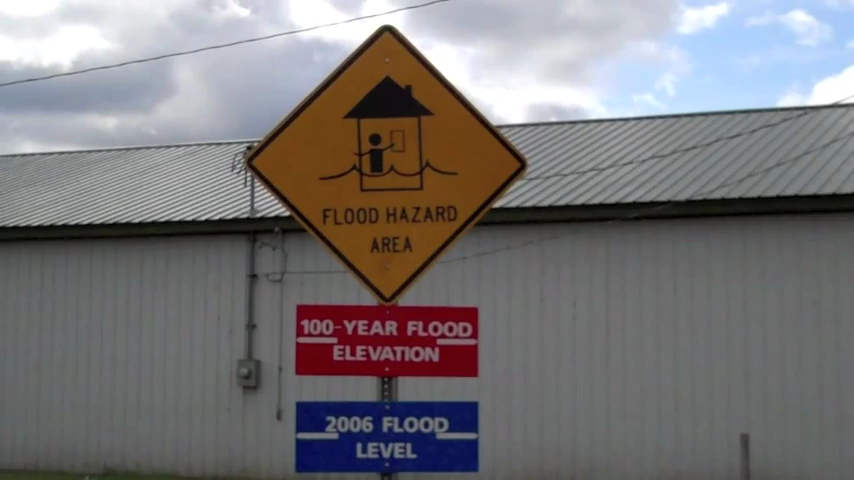 FLOOD HAZARD
AREA
100-YEAR FLOOD
ELEVATION
2006 FLOOD
LEVEL